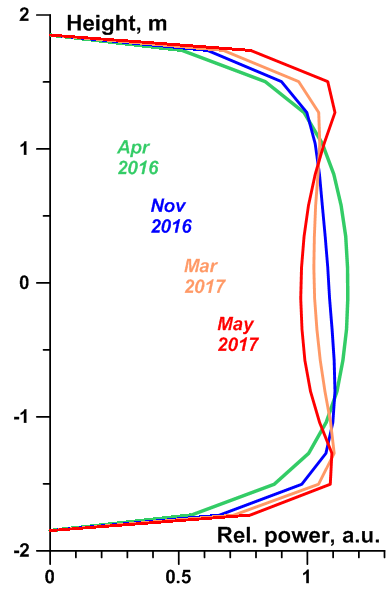 2
Height, m
1
Apr
2016
Nov
2016
0
Mar
2017
May
2017
-1
Rel. power, a.u.
-2
0
0.5
1